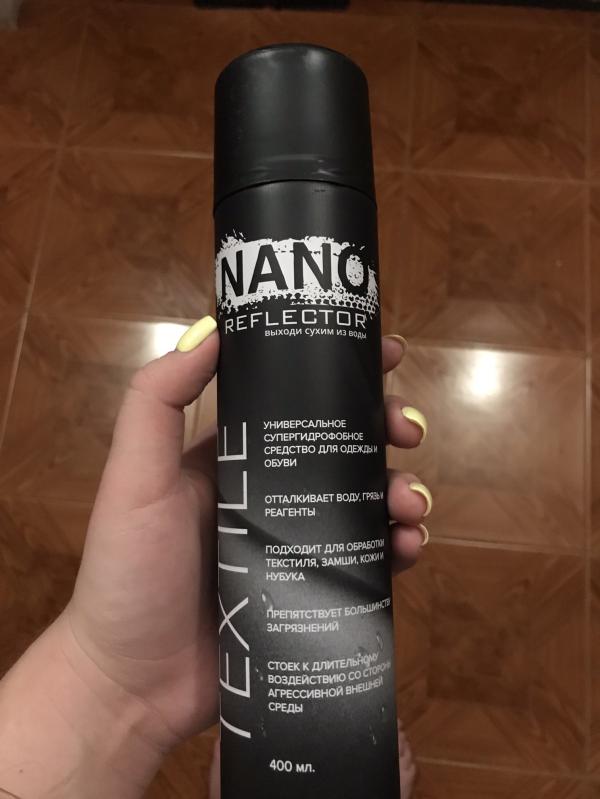 NANO
REFLECTOR
ВЫХОДИ СУХИМ ИЗ ВОДЫ
TEXTILE
УНИВЕРСАЛЬНОЕ
СУПЕРГИДРОФОБНОЕ
СРЕДСТВО ДЛЯ ОДЕЖДЫ И
ОБУВИ
ОТТАЛКИВАЕТ ВОДУ, ГРЯЗЬ И
РЕАГЕНТЫ
ПОДХОДИТ ДЛЯ ОБРАБОТКИ
ТЕКСТИЛЯ, ЗАМШИ, КОЖИ И
НУБУКА
ПРЕПЯТСТВУЕТ БОЛЬШИНСТВУ
ЗАГРЯЗНЕНИЙ
СТОЕК К ДЛИТЕЛЬНОМУ
ВОЗДЕЙСТВИЮ СО СТОРОНЫ
АГРЕССИВНОЙ ВНЕШНЕЙ
СРЕДЫ
400 МЛ.